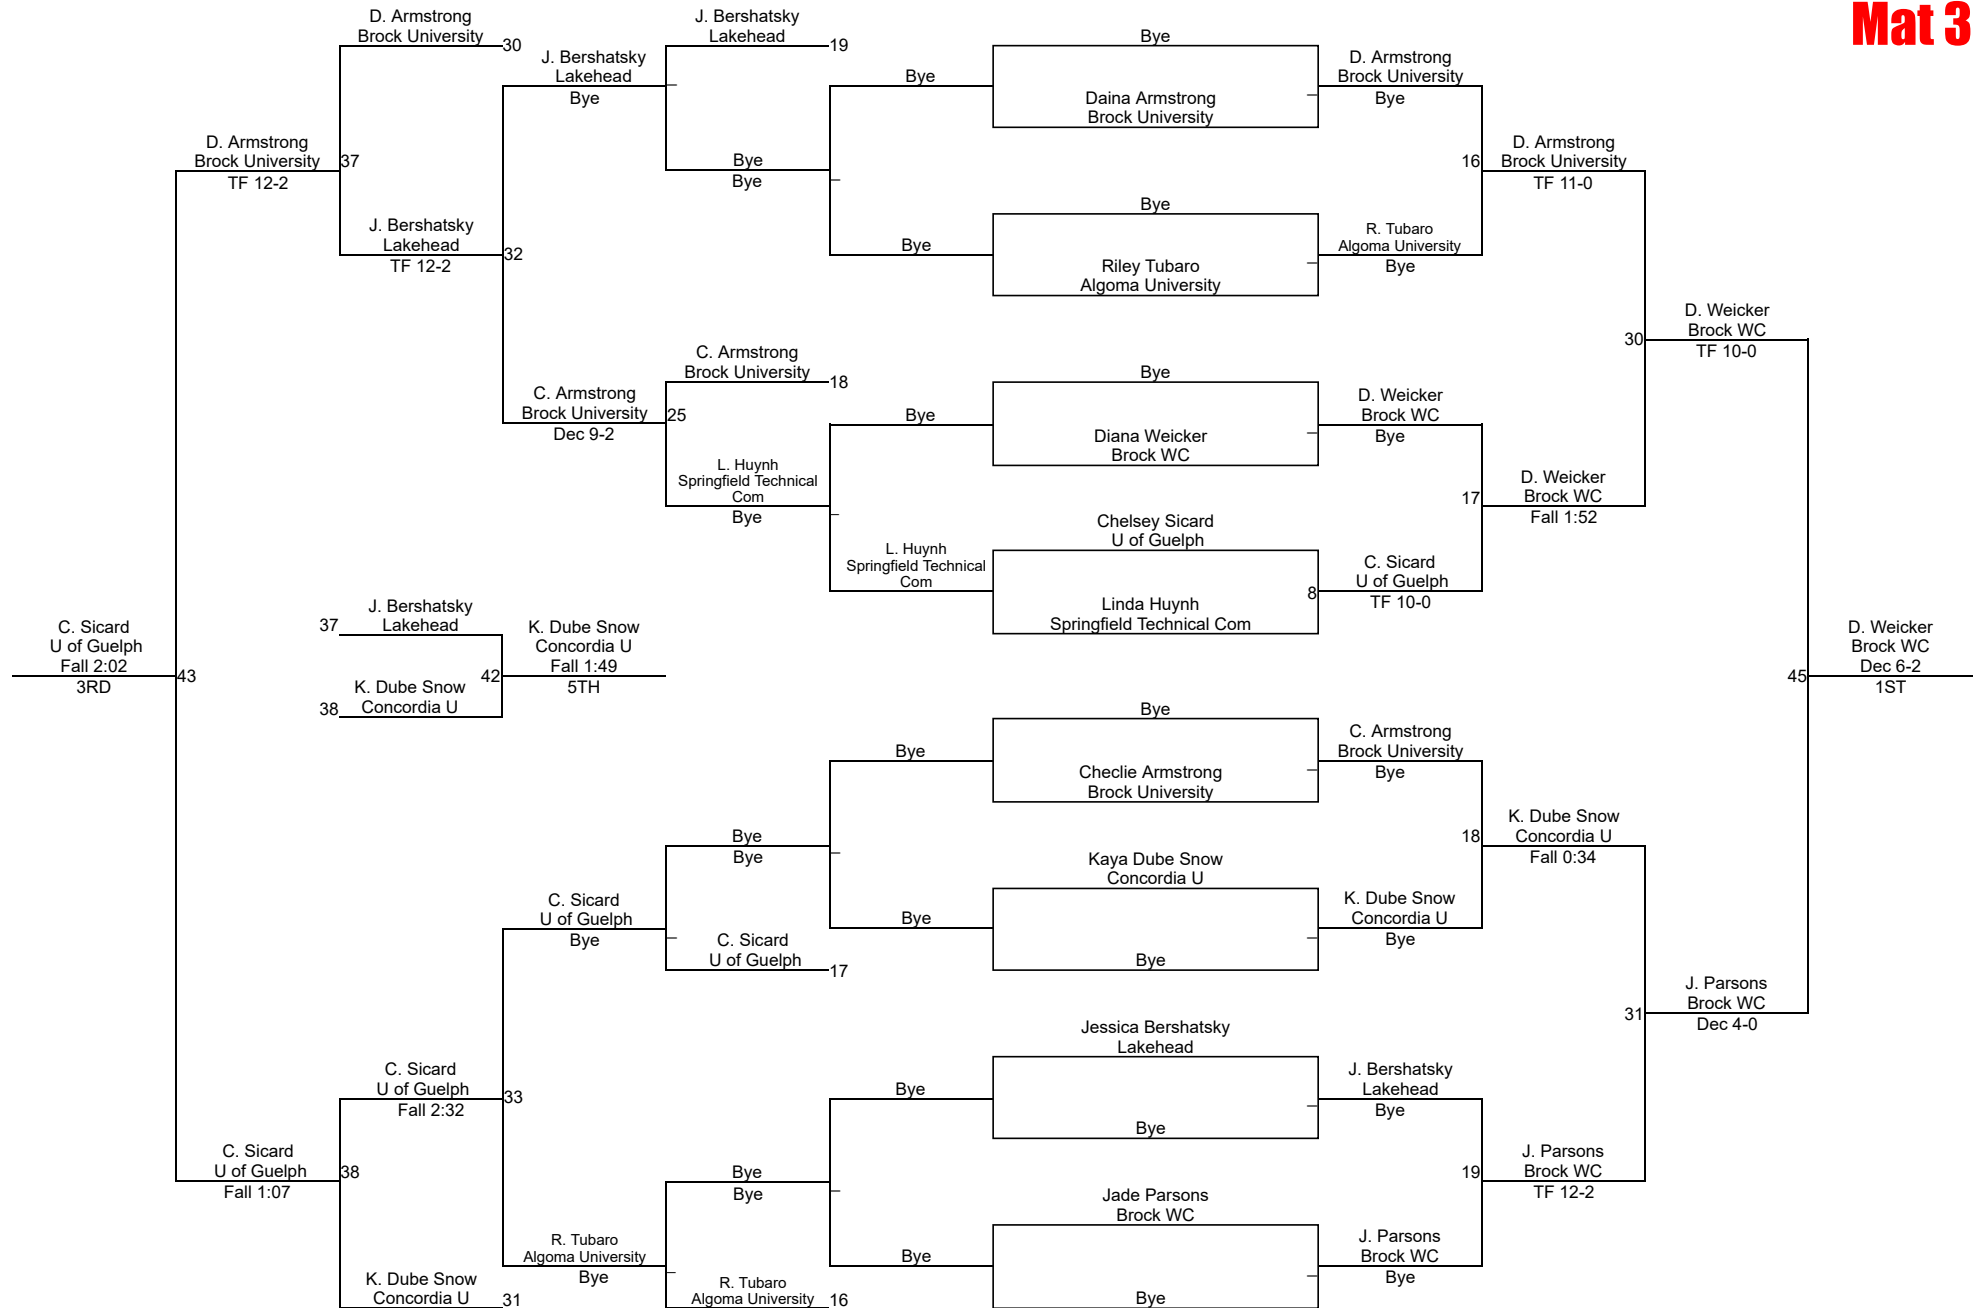 Mat 3
D. Armstrong
Brock University
30
J. Bershatsky
Lakehead
Bye
J. Bershatsky
Lakehead
19
Bye
Bye
Daina Armstrong
Brock University
D. Armstrong
Brock University
Bye
D. Armstrong
Brock University
TF 12-2
37
Bye
Bye
16
D. Armstrong
Brock University
TF 11-0
J. Bershatsky
Lakehead
TF 12-2
32
Bye
Bye
Riley Tubaro
Algoma University
R. Tubaro
Algoma University
Bye
30
D. Weicker
Brock WC
TF 10-0
C. Armstrong
Brock University
Dec 9-2
25
C. Armstrong
Brock University
18
Bye
Bye
Diana Weicker
Brock WC
D. Weicker
Brock WC
Bye
L. Huynh
Springfield Technical
Com
Bye
17
D. Weicker
Brock WC
Fall 1:52
L. Huynh
Springfield Technical
Com
Chelsey Sicard
U of Guelph
Linda Huynh
Springfield Technical Com
8
C. Sicard
U of Guelph
TF 10-0
C. Sicard
U of Guelph
Fall 2:02
3RD
43
37
J. Bershatsky
Lakehead
38
K. Dube Snow
Concordia U
42
K. Dube Snow
Concordia U
Fall 1:49
5TH
45
D. Weicker
Brock WC
Dec 6-2
1ST
Bye
Bye
Checlie Armstrong
Brock University
C. Armstrong
Brock University
Bye
Bye
Bye
18
K. Dube Snow
Concordia U
Fall 0:34
C. Sicard
U of Guelph
Bye
C. Sicard
U of Guelph
17
Bye
Kaya Dube Snow
Concordia U
Bye
K. Dube Snow
Concordia U
Bye
31
J. Parsons
Brock WC
Dec 4-0
C. Sicard
U of Guelph
Fall 2:32
33
Bye
Jessica Bershatsky
Lakehead
Bye
J. Bershatsky
Lakehead
Bye
C. Sicard
U of Guelph
Fall 1:07
38
Bye
Bye
19
J. Parsons
Brock WC
TF 12-2
R. Tubaro
Algoma University
Bye
Bye
Jade Parsons
Brock WC
Bye
J. Parsons
Brock WC
Bye
K. Dube Snow
Concordia U
31
R. Tubaro
Algoma University
16